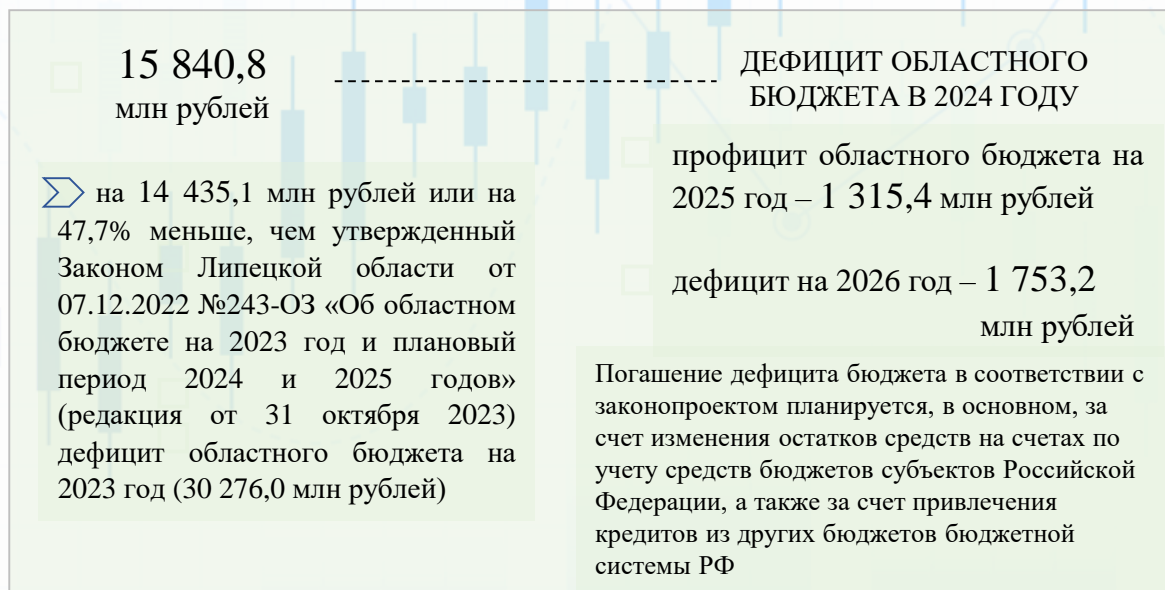 15 840,8
млн рублей
ДЕФИЦИТ ОБЛАСТНОГО
БЮДЖЕТА В 2024 ГОДУ
на 14 435,1 млн рублей или на
47,7% меньше, чем утвержденный
Законом Липецкой области от
07.12.2022 №243-ОЗ «Об областном
бюджете на 2023 год и плановый
период 2024 и 2025 годов»
(редакция от 31 октября 2023)
дефицит областного бюджета на
2023 год (30 276,0 млн рублей)
профицит областного бюджета на
2025 год – 1 315,4 млн рублей
дефицит на 2026 год – 1 753,2
млн рублей
Погашение дефицита бюджета в соответствии с
законопроектом планируется, в основном, за
счет изменения остатков средств на счетах по
учету средств бюджетов субъектов Российской
Федерации, а также за счет привлечения
кредитов из других бюджетов бюджетной
системы РФ